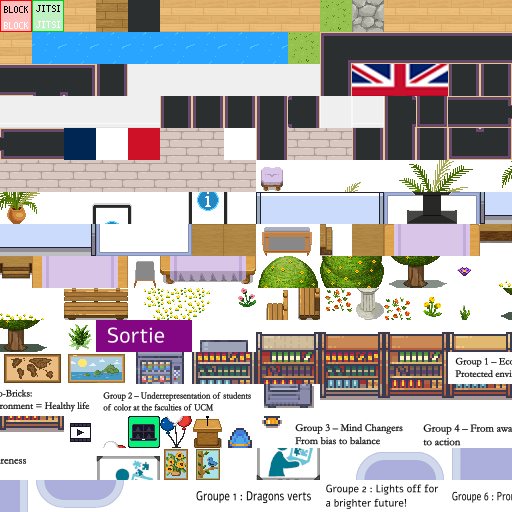 BLOCK
BLOCK
JITSI
JITSI
1
Sortie
Group 1 – Eco
Protected envi
o-Bricks:
ronment = Healthy life
Group 2 – Underrepresentation of students
of color at the faculties of UCM
Group 3 – Mind Changers
From bias to balance
Group 4 – From awa
to action
reness
Groupe 1 : Dragons verts
Groupe 2 : Lights off for
a brighter future!
Groupe 6 : Pro